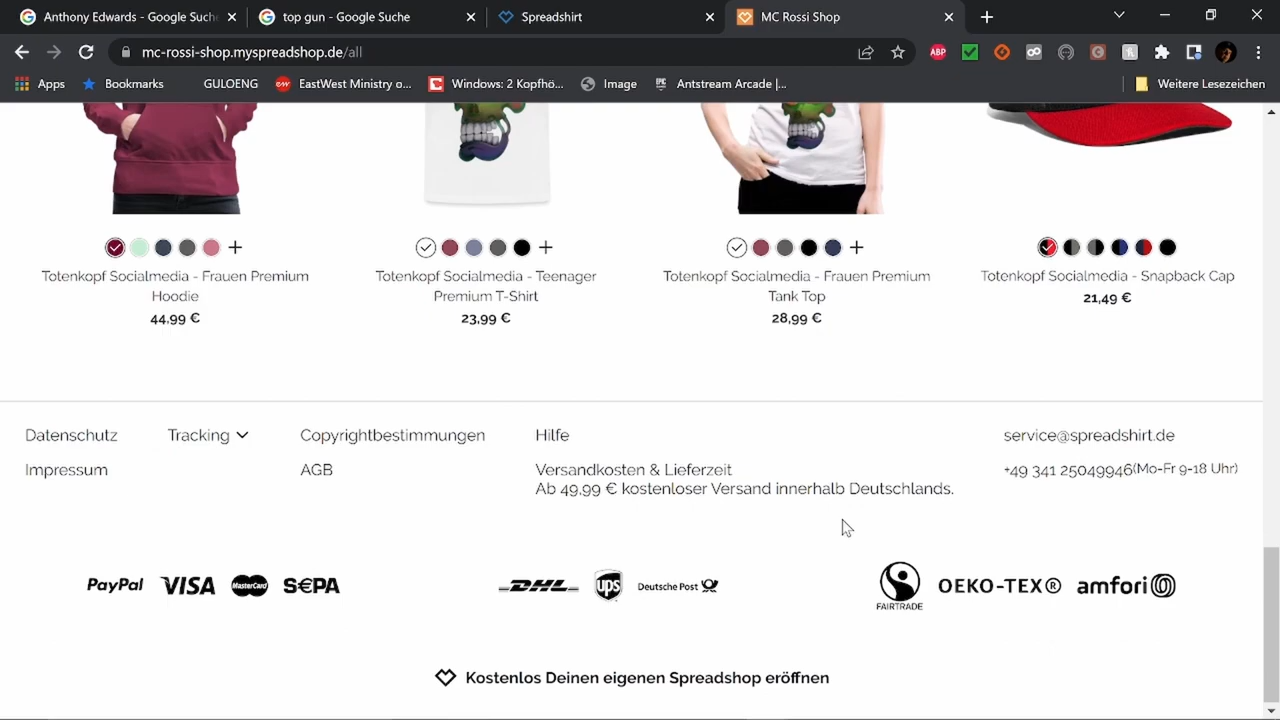 Anthony Edwards - Google Suche
top gun - Google Suche
Spreadshirt
MC Rossi Shop
mc-rossi-shop.myspreadshop.de/all
ABP
Apps
Bookmarks
GULOENG
EastWest Ministry o...
Windows: 2 Kopfhö...
Image
Antstream Arcade |...
Weitere Lesezeichen
Totenkopf Socialmedia - Frauen Premium
Hoodie
44,99 €
Totenkopf Socialmedia - Teenager
Premium T-Shirt
23,99 €
Totenkopf Socialmedia - Frauen Premium
Tank Top
28,99 €
Totenkopf Socialmedia - Snapback Cap
21,49 €
Datenschutz
Tracking
Copyrightbestimmungen
Hilfe
service@spreadshirt.de
Impressum
AGB
Versandkosten & Lieferzeit
Ab 49,99 € kostenloser Versand innerhalb Deutschlands.
+49 341 25049946(Mo-Fr 9-18 Uhr)
PayPal
VISA
MasterCard
S€PA
DHL
ups
Deutsche Post
FAIRTRADE
OEKO-TEX®
amfori
Kostenlos Deinen eigenen Spreadshop eröffnen